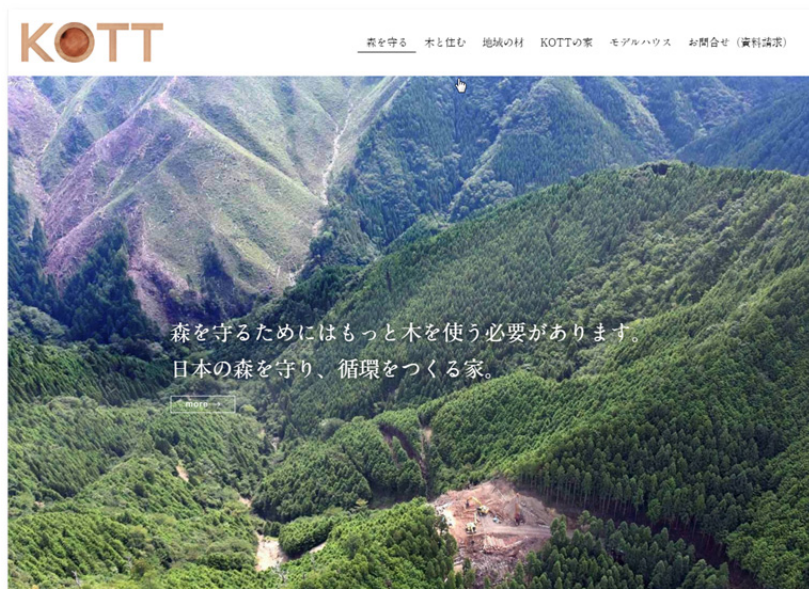 KOTT
森を守る 木と住む 地域の材 KOTTの家 モデルハウス お問合せ（資料請求）
森を守るためにはもっと木を使う必要があります。
日本の森を守り、循環をつくる家。
more →